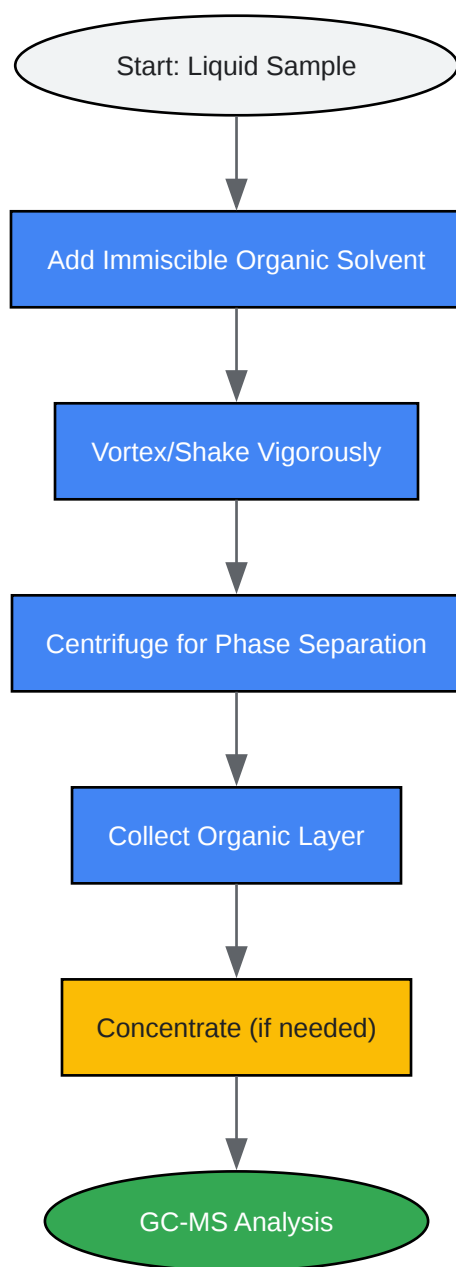 Start: Liquid Sample
Add Immiscible Organic Solvent
Vortex/Shake Vigorously
Centrifuge for Phase Separation
Collect Organic Layer
Concentrate (if needed)
GC-MS Analysis